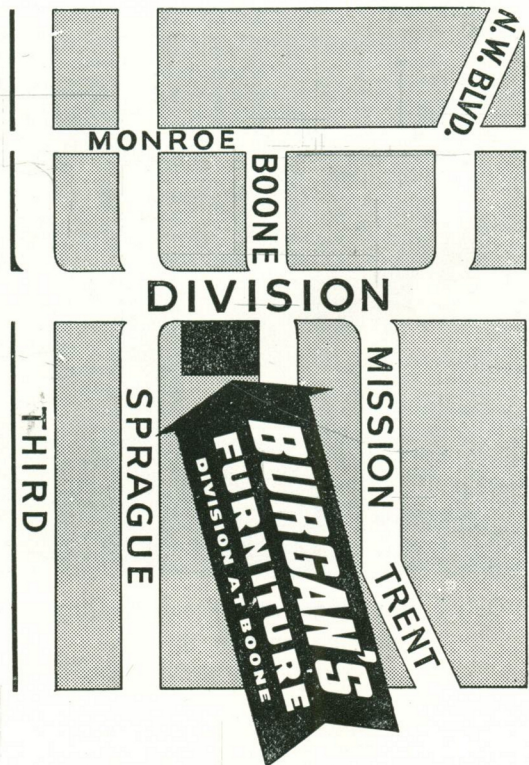 N.W. BLVD.
MONROE
BOONE
DIVISION
MISSION
THIRD
SPRAGUE
TRENT
BURGAN'S
FURNITURE
DIVISION AT BOONE